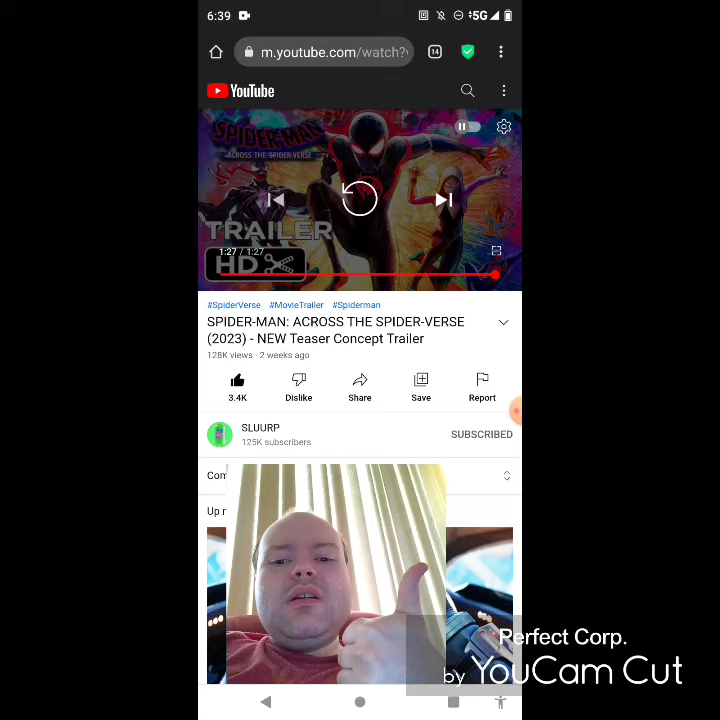 6:39
5G
m.youtube.com/watch?
14
YouTube
SPIDER-MAN
ACROSS THE SPIDER-VERSE
TRAILER
1:27 / 1:27
HD
#SpiderVerse #MovieTrailer #Spiderman
SPIDER-MAN: ACROSS THE SPIDER-VERSE
(2023) - NEW Teaser Concept Trailer
128K views · 2 weeks ago
3.4K Dislike Share Save Report
SLUURP
125K subscribers
SUBSCRIBED
Com
Up n
Perfect Corp.
by YouCam Cut